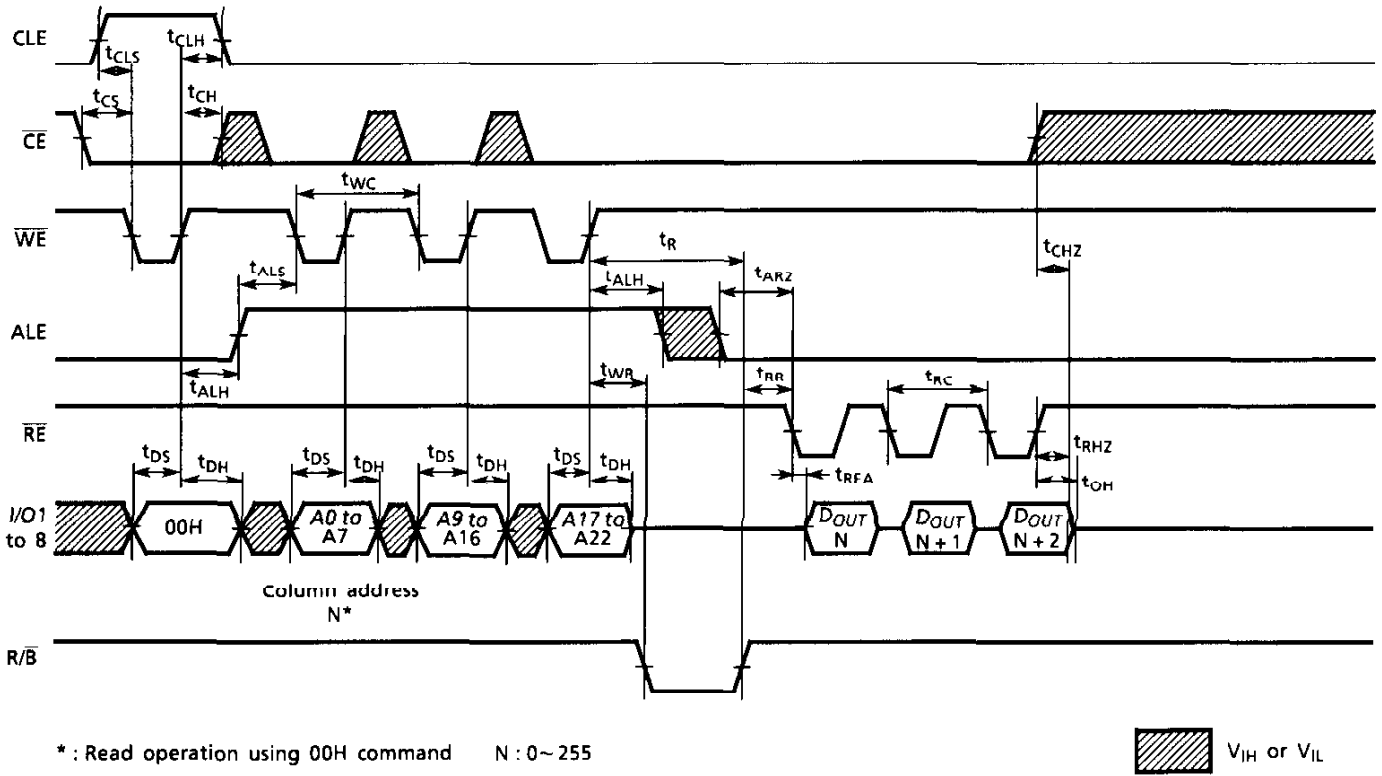 CLE
tCLS
tCLH
tCS
tCH
CE
tWC
WE
tR
tCHZ
tALS
tALH
tAR2
ALE
tALH
tWR
tRR
tRC
RE
tDS
tDH
tDS
tDH
tDS
tDH
tDS
tDH
tREA
tRHZ
tOH
I/O1
to 8
00H
A0 to
A7
A9 to
A16
A17 to
A22
DOUT
N
DOUT
N + 1
DOUT
N + 2
Column address
N*
R/B
* : Read operation using 00H command N : 0~255
VIH or VIL